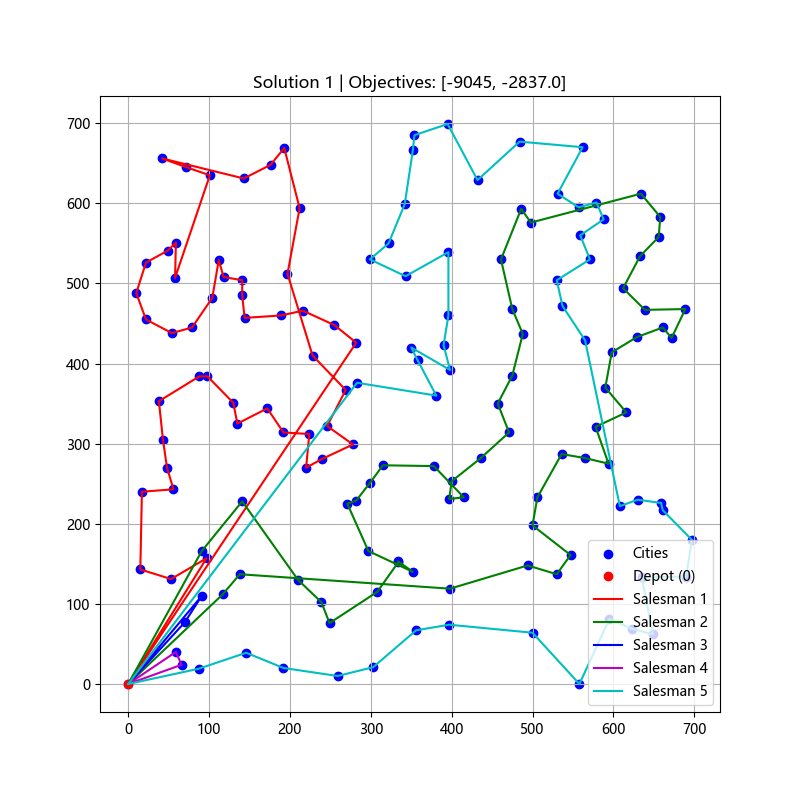 Solution 1 | Objectives: [-9045, -2837.0]
700
600
500
400
300
200
100
0
0 100 200 300 400 500 600 700
Cities
Depot (0)
Salesman 1
Salesman 2
Salesman 3
Salesman 4
Salesman 5